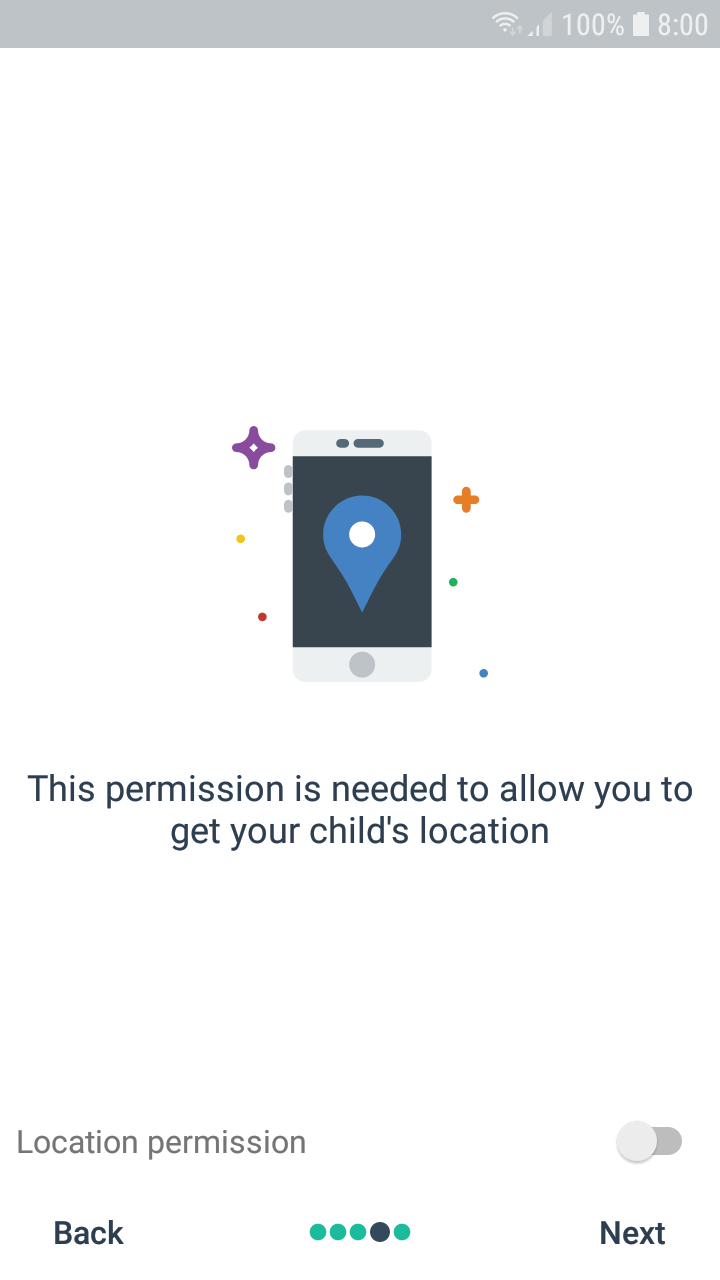 100% 8:00
This permission is needed to allow you to
get your child's location
Location permission
Back Next